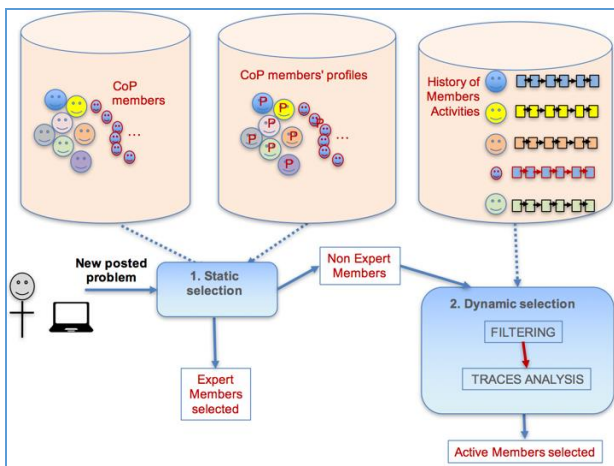 CoP
members
...
CoP members' profiles
P
P
P
P
P
P
P
P
...
History of
Members
Activities
New posted
problem
1. Static
selection
Non Expert
Members
2. Dynamic selection
FILTERING
TRACES ANALYSIS
Expert
Members
selected
Active Members selected